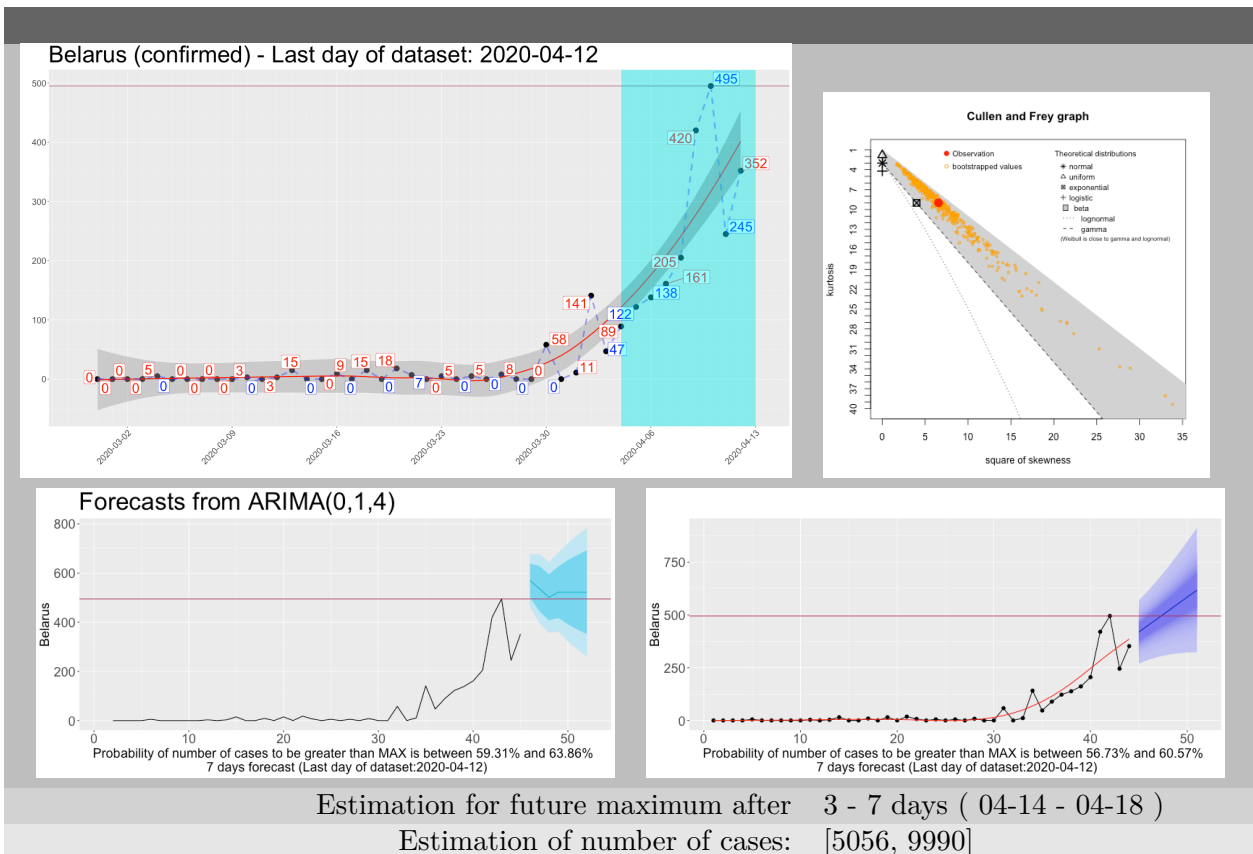 Belarus (confirmed) - Last day of dataset: 2020-04-12
500
400
300
200
100
0
0
0
0
0
5
0
0
0
0
0
3
0
3
15
0
9
0
15
18
0
7
0
5
0
5
0
8
0
0
58
0
141
11
47
89
122
138
161
205
420
495
245
352
2020-03-02
2020-03-09
2020-03-16
2020-03-23
2020-03-30
2020-04-06
2020-04-13
Cullen and Frey graph
Observation
bootstrapped values
Theoretical distributions
normal
uniform
exponential
logistic
beta
lognormal
gamma
(Weibull is close to gamma and lognormal)
kurtosis
1
4
7
10
13
16
19
22
25
28
31
34
37
40
0 5 10 15 20 25 30 35
square of skewness
Forecasts from ARIMA(0,1,4)
Belarus
800
600
400
200
0
0 10 20 30 40 50
Probability of number of cases to be greater than MAX is between 59.31% and 63.86%
7 days forecast (Last day of dataset:2020-04-12)
Belarus
750
500
250
0
0 10 20 30 40 50
Probability of number of cases to be greater than MAX is between 56.73% and 60.57%
7 days forecast (Last day of dataset:2020-04-12)
Estimation for future maximum after 3 - 7 days ( 04-14 - 04-18 )
Estimation of number of cases: [5056, 9990]